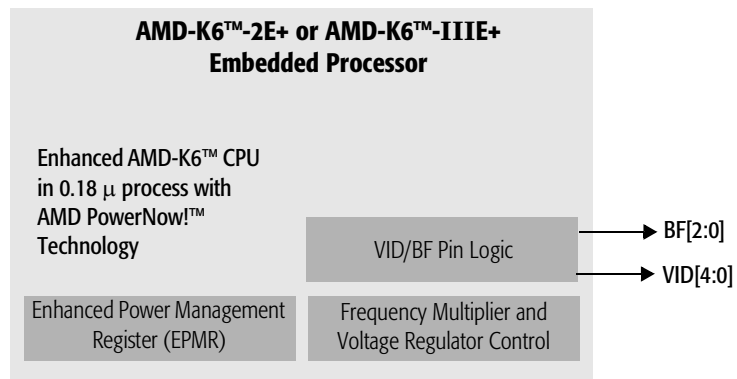 AMD-K6™-2E+ or AMD-K6™-IIIE+
Embedded Processor
Enhanced AMD-K6™ CPU
in 0.18 μ process with
AMD PowerNow!™
Technology
VID/BF Pin Logic
BF[2:0]
VID[4:0]
Enhanced Power Management
Register (EPMR)
Frequency Multiplier and
Voltage Regulator Control